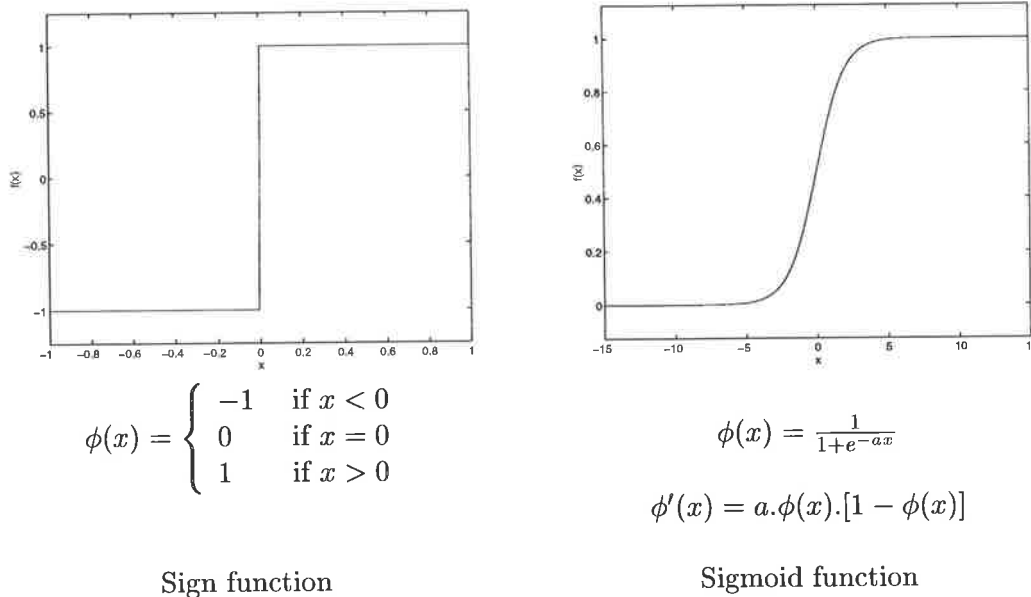 1
0.5
0
−0.5
−1
f(x)
−1 −0.8 −0.6 −0.4 −0.2 0 0.2 0.4 0.6 0.8 1
x
1
0.8
0.6
0.4
0.2
0
f(x)
−15 −10 −5 0 5 10 1
x
ϕ(x) = { −1 if x < 0
0 if x = 0
1 if x > 0
ϕ(x) = 1/(1+e^{−ax})
ϕ′(x) = a.ϕ(x).[1 − ϕ(x)]
Sign function
Sigmoid function